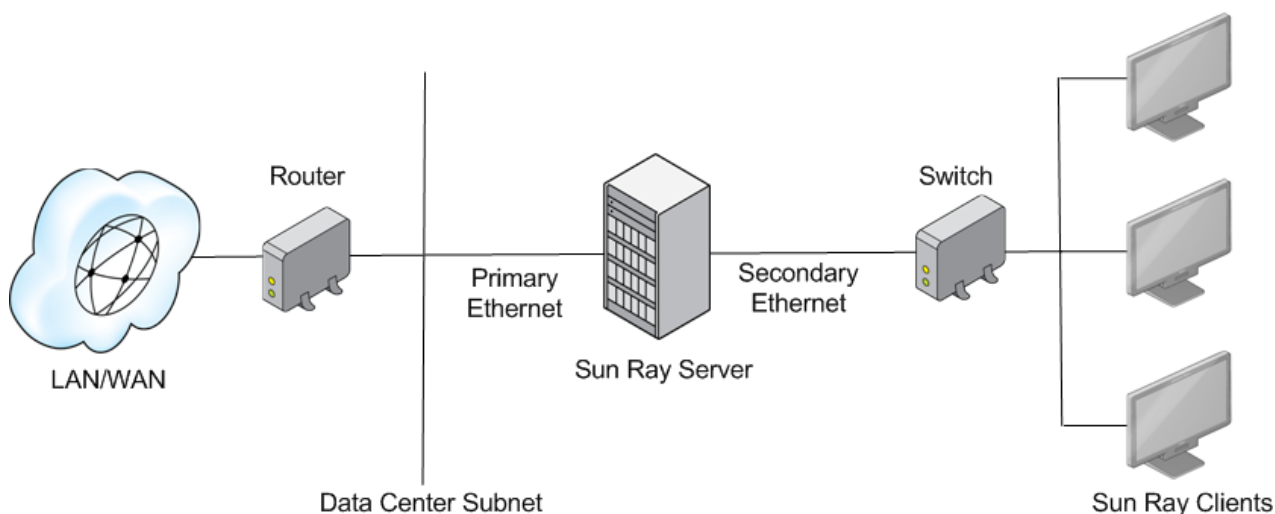 Router
Switch
Primary
Ethernet
Secondary
Ethernet
Sun Ray Server
LAN/WAN
Data Center Subnet
Sun Ray Clients